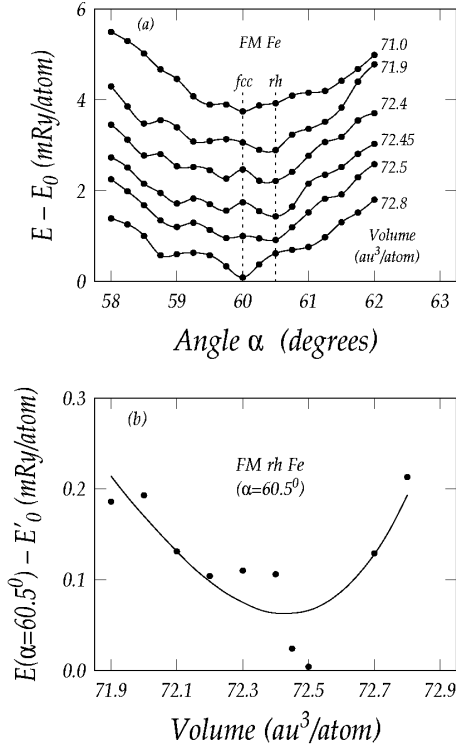 6
4
2
0
E – E0 (mRy/atom)
(a)
FM Fe
fcc
rh
71.0
71.9
72.4
72.45
72.5
72.8
Volume
(au³/atom)
58
59
60
61
62
63
Angle α (degrees)
0.3
0.2
0.1
0.0
E(α=60.5⁰) – E'0 (mRy/atom)
(b)
FM rh Fe
(α=60.5⁰)
71.9
72.1
72.3
72.5
72.7
72.9
Volume (au³/atom)